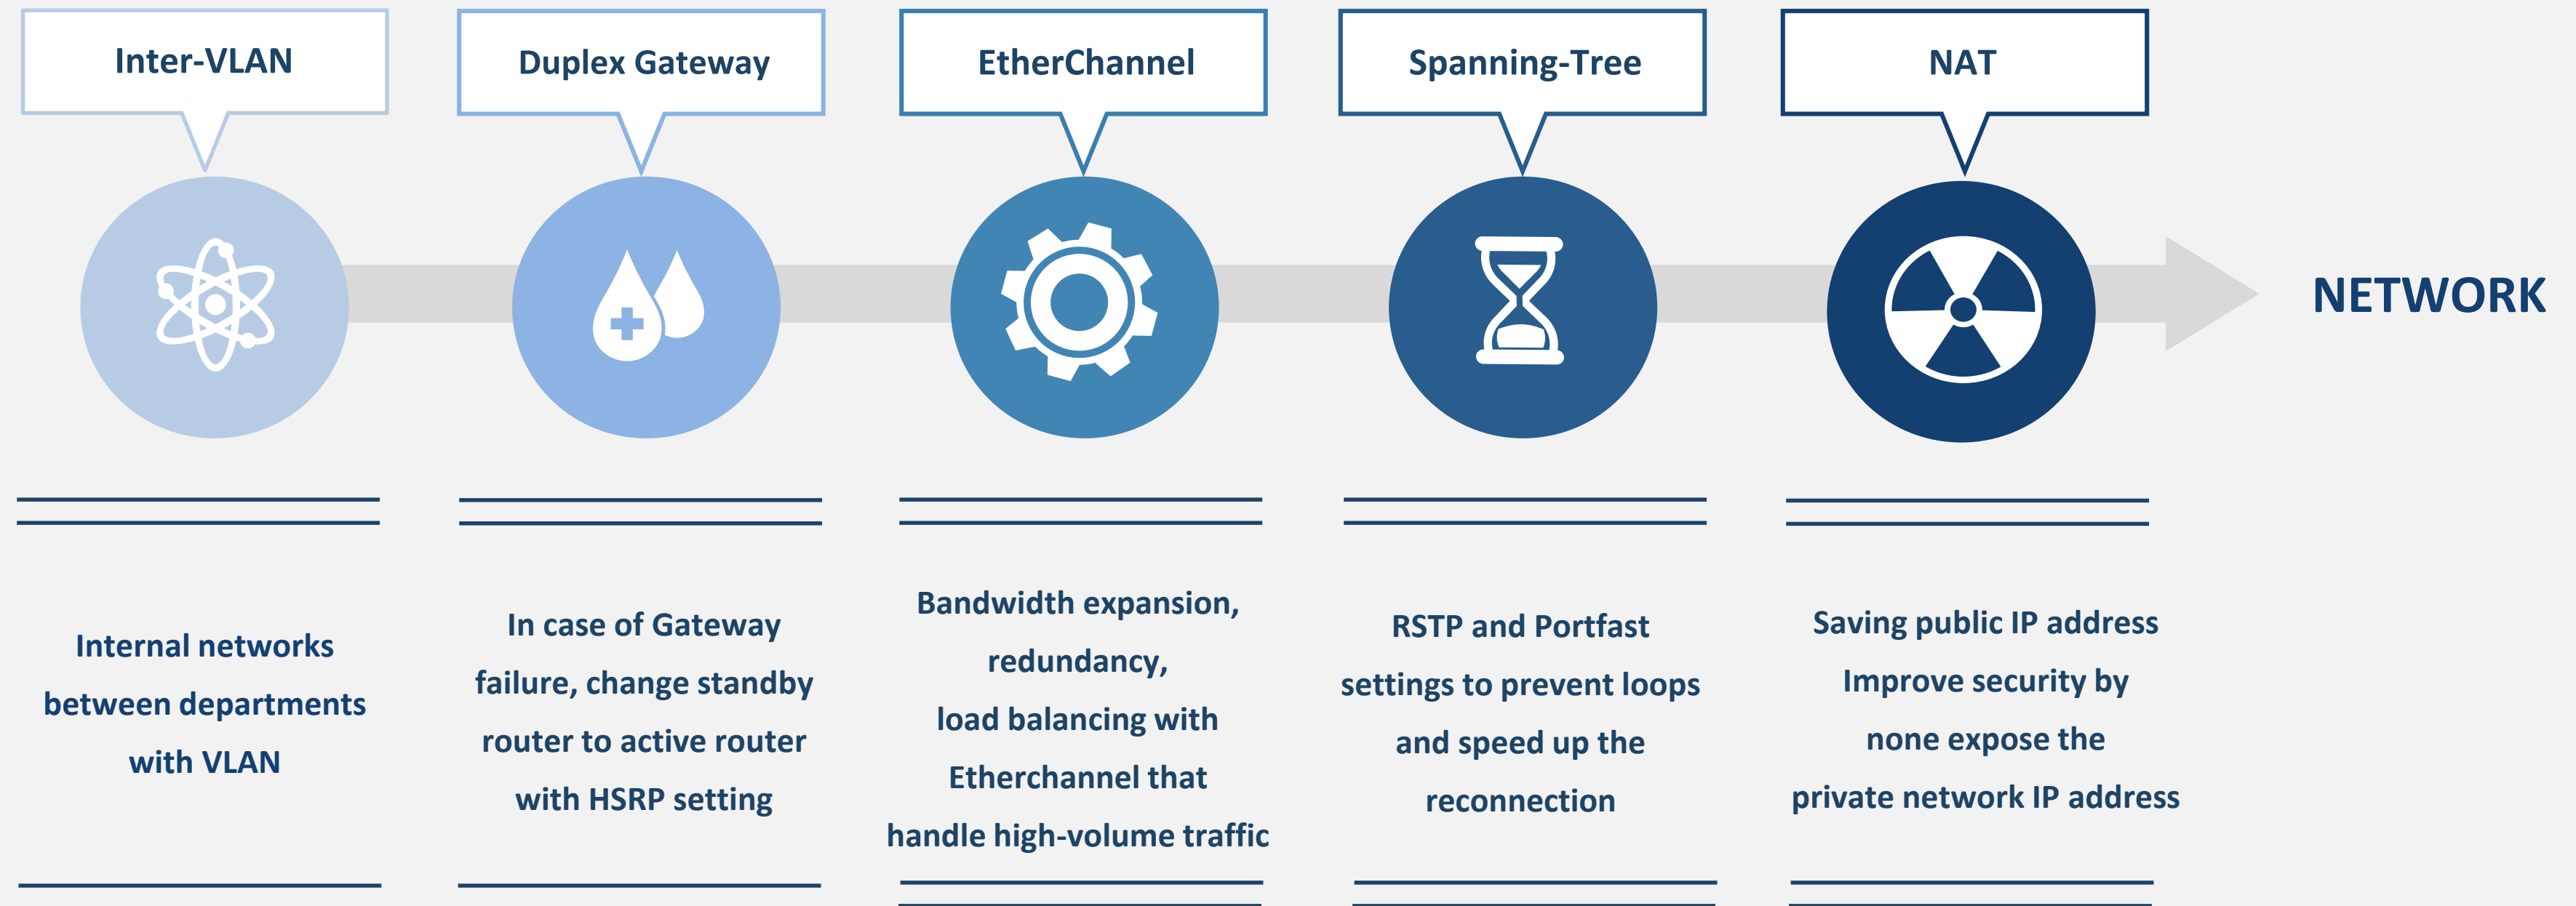 Inter-VLAN
Duplex Gateway
EtherChannel
Spanning-Tree
NAT
NETWORK
Internal networks
between departments
with VLAN
In case of Gateway
failure, change standby
router to active router
with HSRP setting
Bandwidth expansion,
redundancy,
load balancing with
Etherchannel that
handle high-volume traffic
RSTP and Portfast
settings to prevent loops
and speed up the
reconnection
Saving public IP address
Improve security by
none expose the
private network IP address